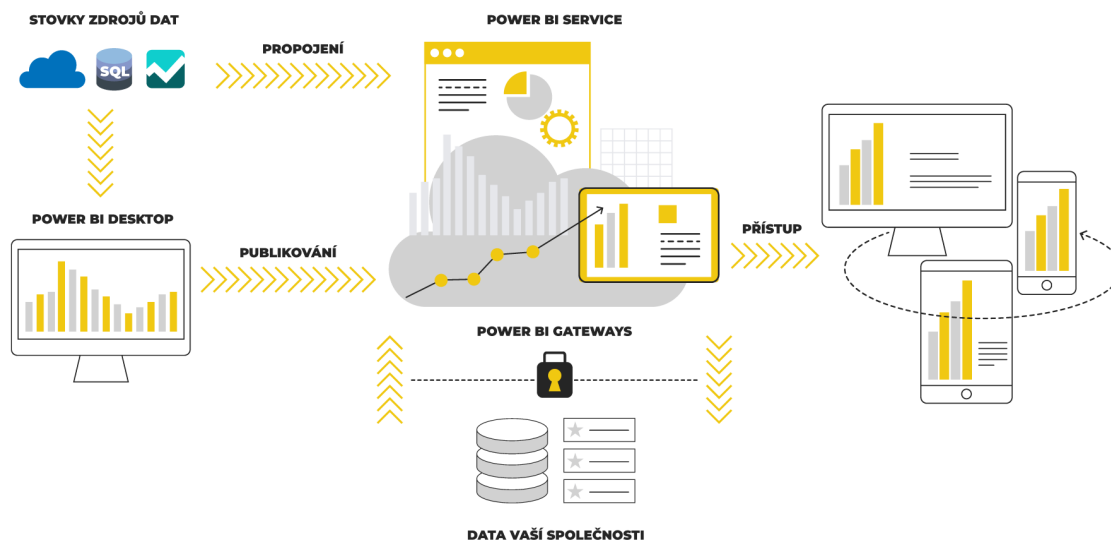 STOVKY ZDROJŮ DAT
POWER BI SERVICE
PROPOJENÍ
SQL
POWER BI DESKTOP
PUBLIKOVÁNÍ
PŘÍSTUP
POWER BI GATEWAYS
DATA VAŠÍ SPOLEČNOSTI